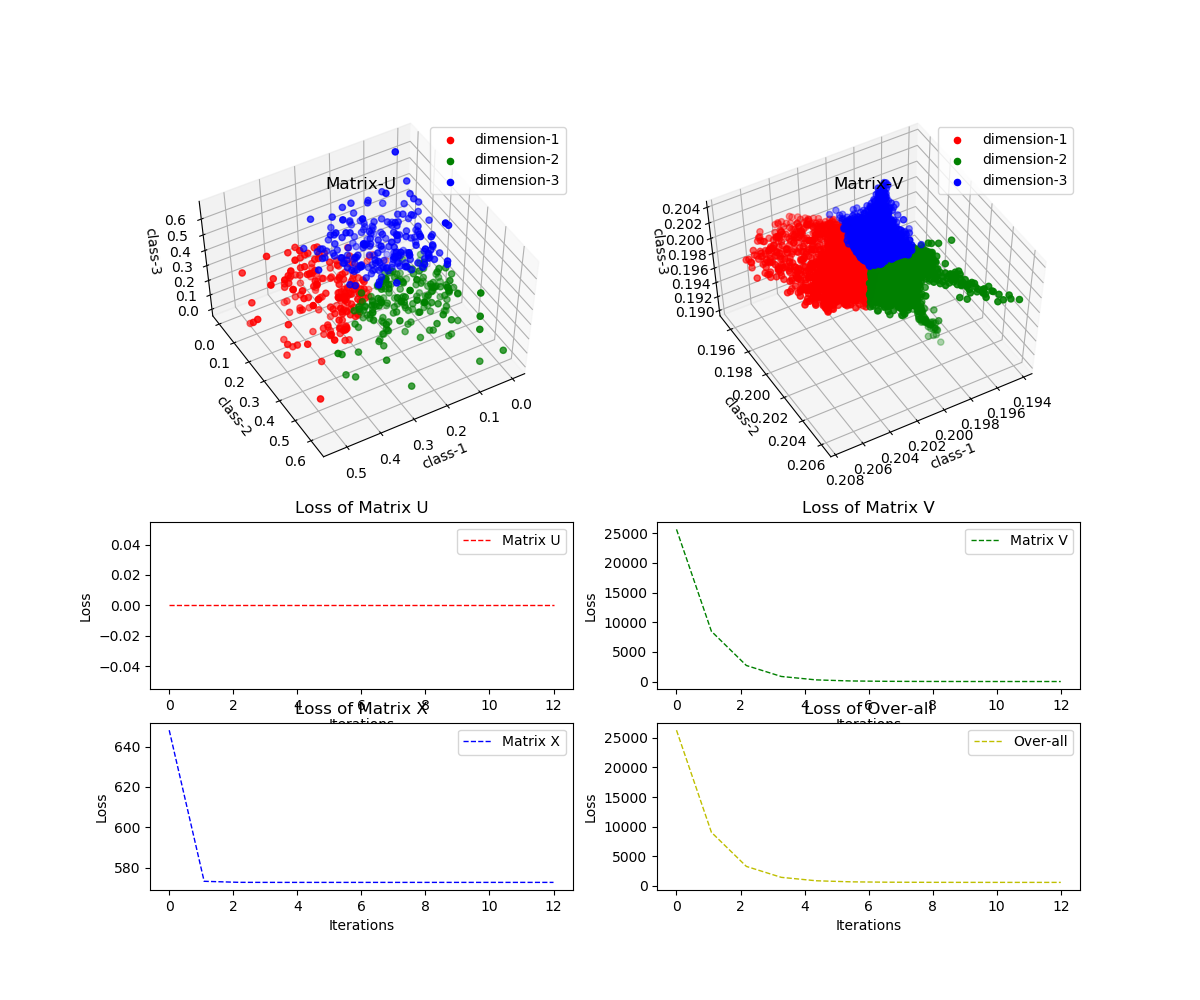 dimension-1
dimension-2
dimension-3
Matrix-U
class-3
0.6
0.5
0.4
0.3
0.2
0.1
0.0
0.0
0.1
0.2
0.3
0.4
0.5
0.6
class-2
0.5
0.4
0.3
0.2
0.1
0.0
class-1
dimension-1
dimension-2
dimension-3
Matrix-V
class-3
0.204
0.202
0.200
0.198
0.196
0.194
0.192
0.190
0.196
0.198
0.200
0.202
0.204
0.206
class-2
0.208
0.206
0.204
0.202
0.200
0.198
0.196
0.194
class-1
Loss of Matrix U
Matrix U
Loss
0.04
0.02
0.00
−0.02
−0.04
0 2 4 6 8 10 12
Iterations
Loss of Matrix V
Matrix V
Loss
25000
20000
15000
10000
5000
0
0 2 4 6 8 10 12
Iterations
Loss of Matrix X
Matrix X
Loss
640
620
600
580
0 2 4 6 8 10 12
Iterations
Loss of Over-all
Over-all
Loss
25000
20000
15000
10000
5000
0
0 2 4 6 8 10 12
Iterations